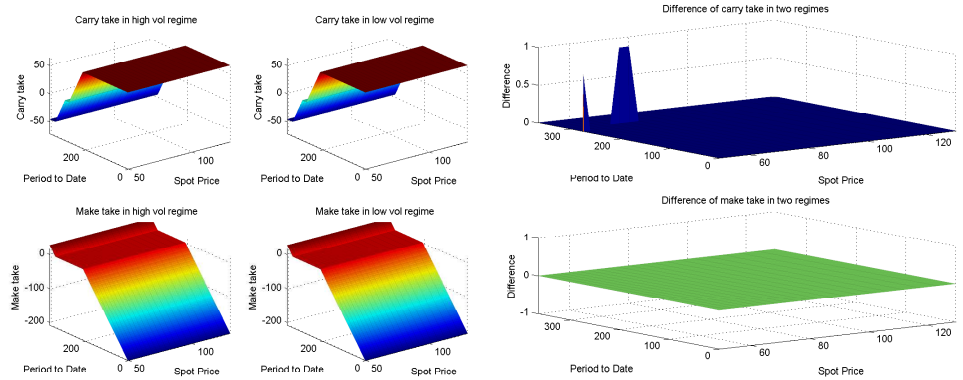 Carry take in high vol regime
Carry take
50
0
-50
200
0 50
100
Period to Date
Spot Price
Carry take in low vol regime
Carry take
50
0
-50
200
0 50
100
Period to Date
Spot Price
Difference of carry take in two regimes
Difference
1
0.5
0
300
200
100
0
60
80
100
120
Period to Date
Spot Price
Make take in high vol regime
Make take
0
-100
-200
200
0 50
100
Period to Date
Spot Price
Make take in low vol regime
Make take
0
-100
-200
200
0 50
100
Period to Date
Spot Price
Difference of make take in two regimes
Difference
1
0
-1
300
200
100
0
60
80
100
120
Period to Date
Spot Price